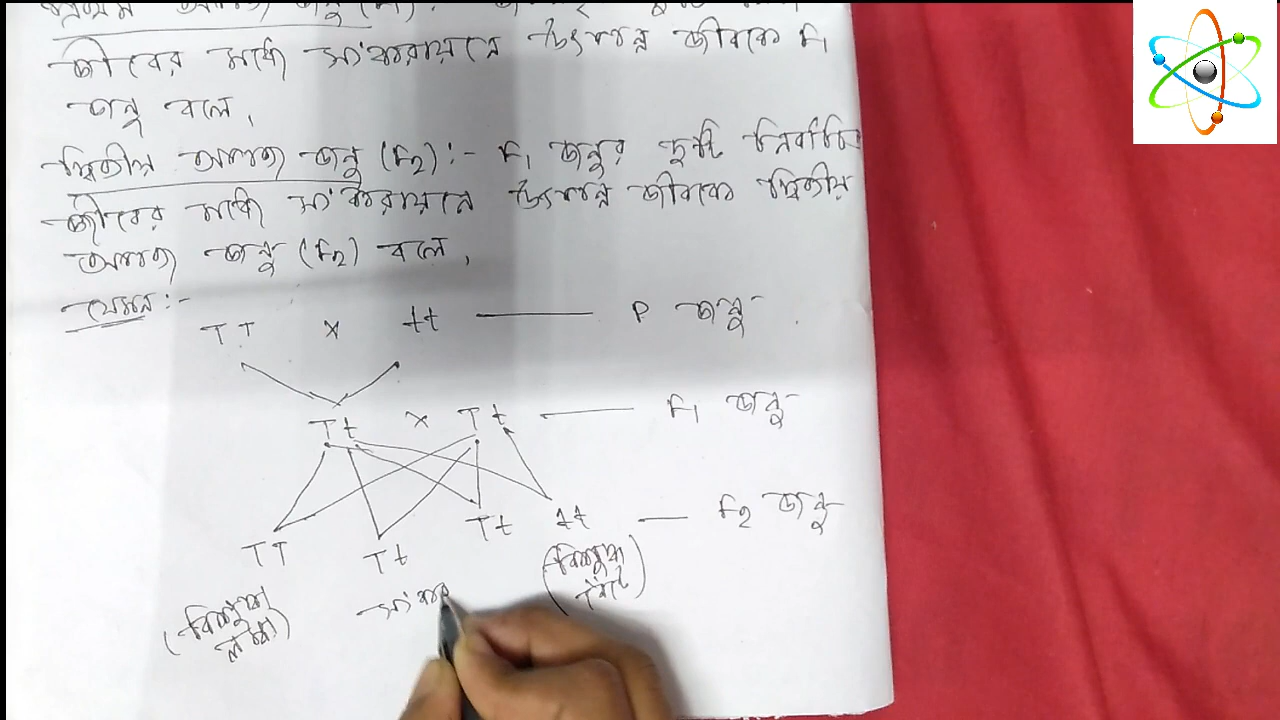 জীবের মধ্যে সংকরায়নে উৎপন্ন জীবকে F₁
জনু বলে,
দ্বিতীয় অপত্য জনু (F₂) :- F₁ জনুর দুটি নির্বাচিত
জীবের মধ্যে সংকরায়নে উৎপন্ন জীবকে দ্বিতীয়
অপত্য জনু (F₂) বলে,
যেমন :-
TT × tt — P জনু
Tt × Tt — F₁ জনু
TT Tt Tt tt — F₂ জনু
(বিশুদ্ধ লম্বা) সংকর (বিশুদ্ধ বেঁটে)